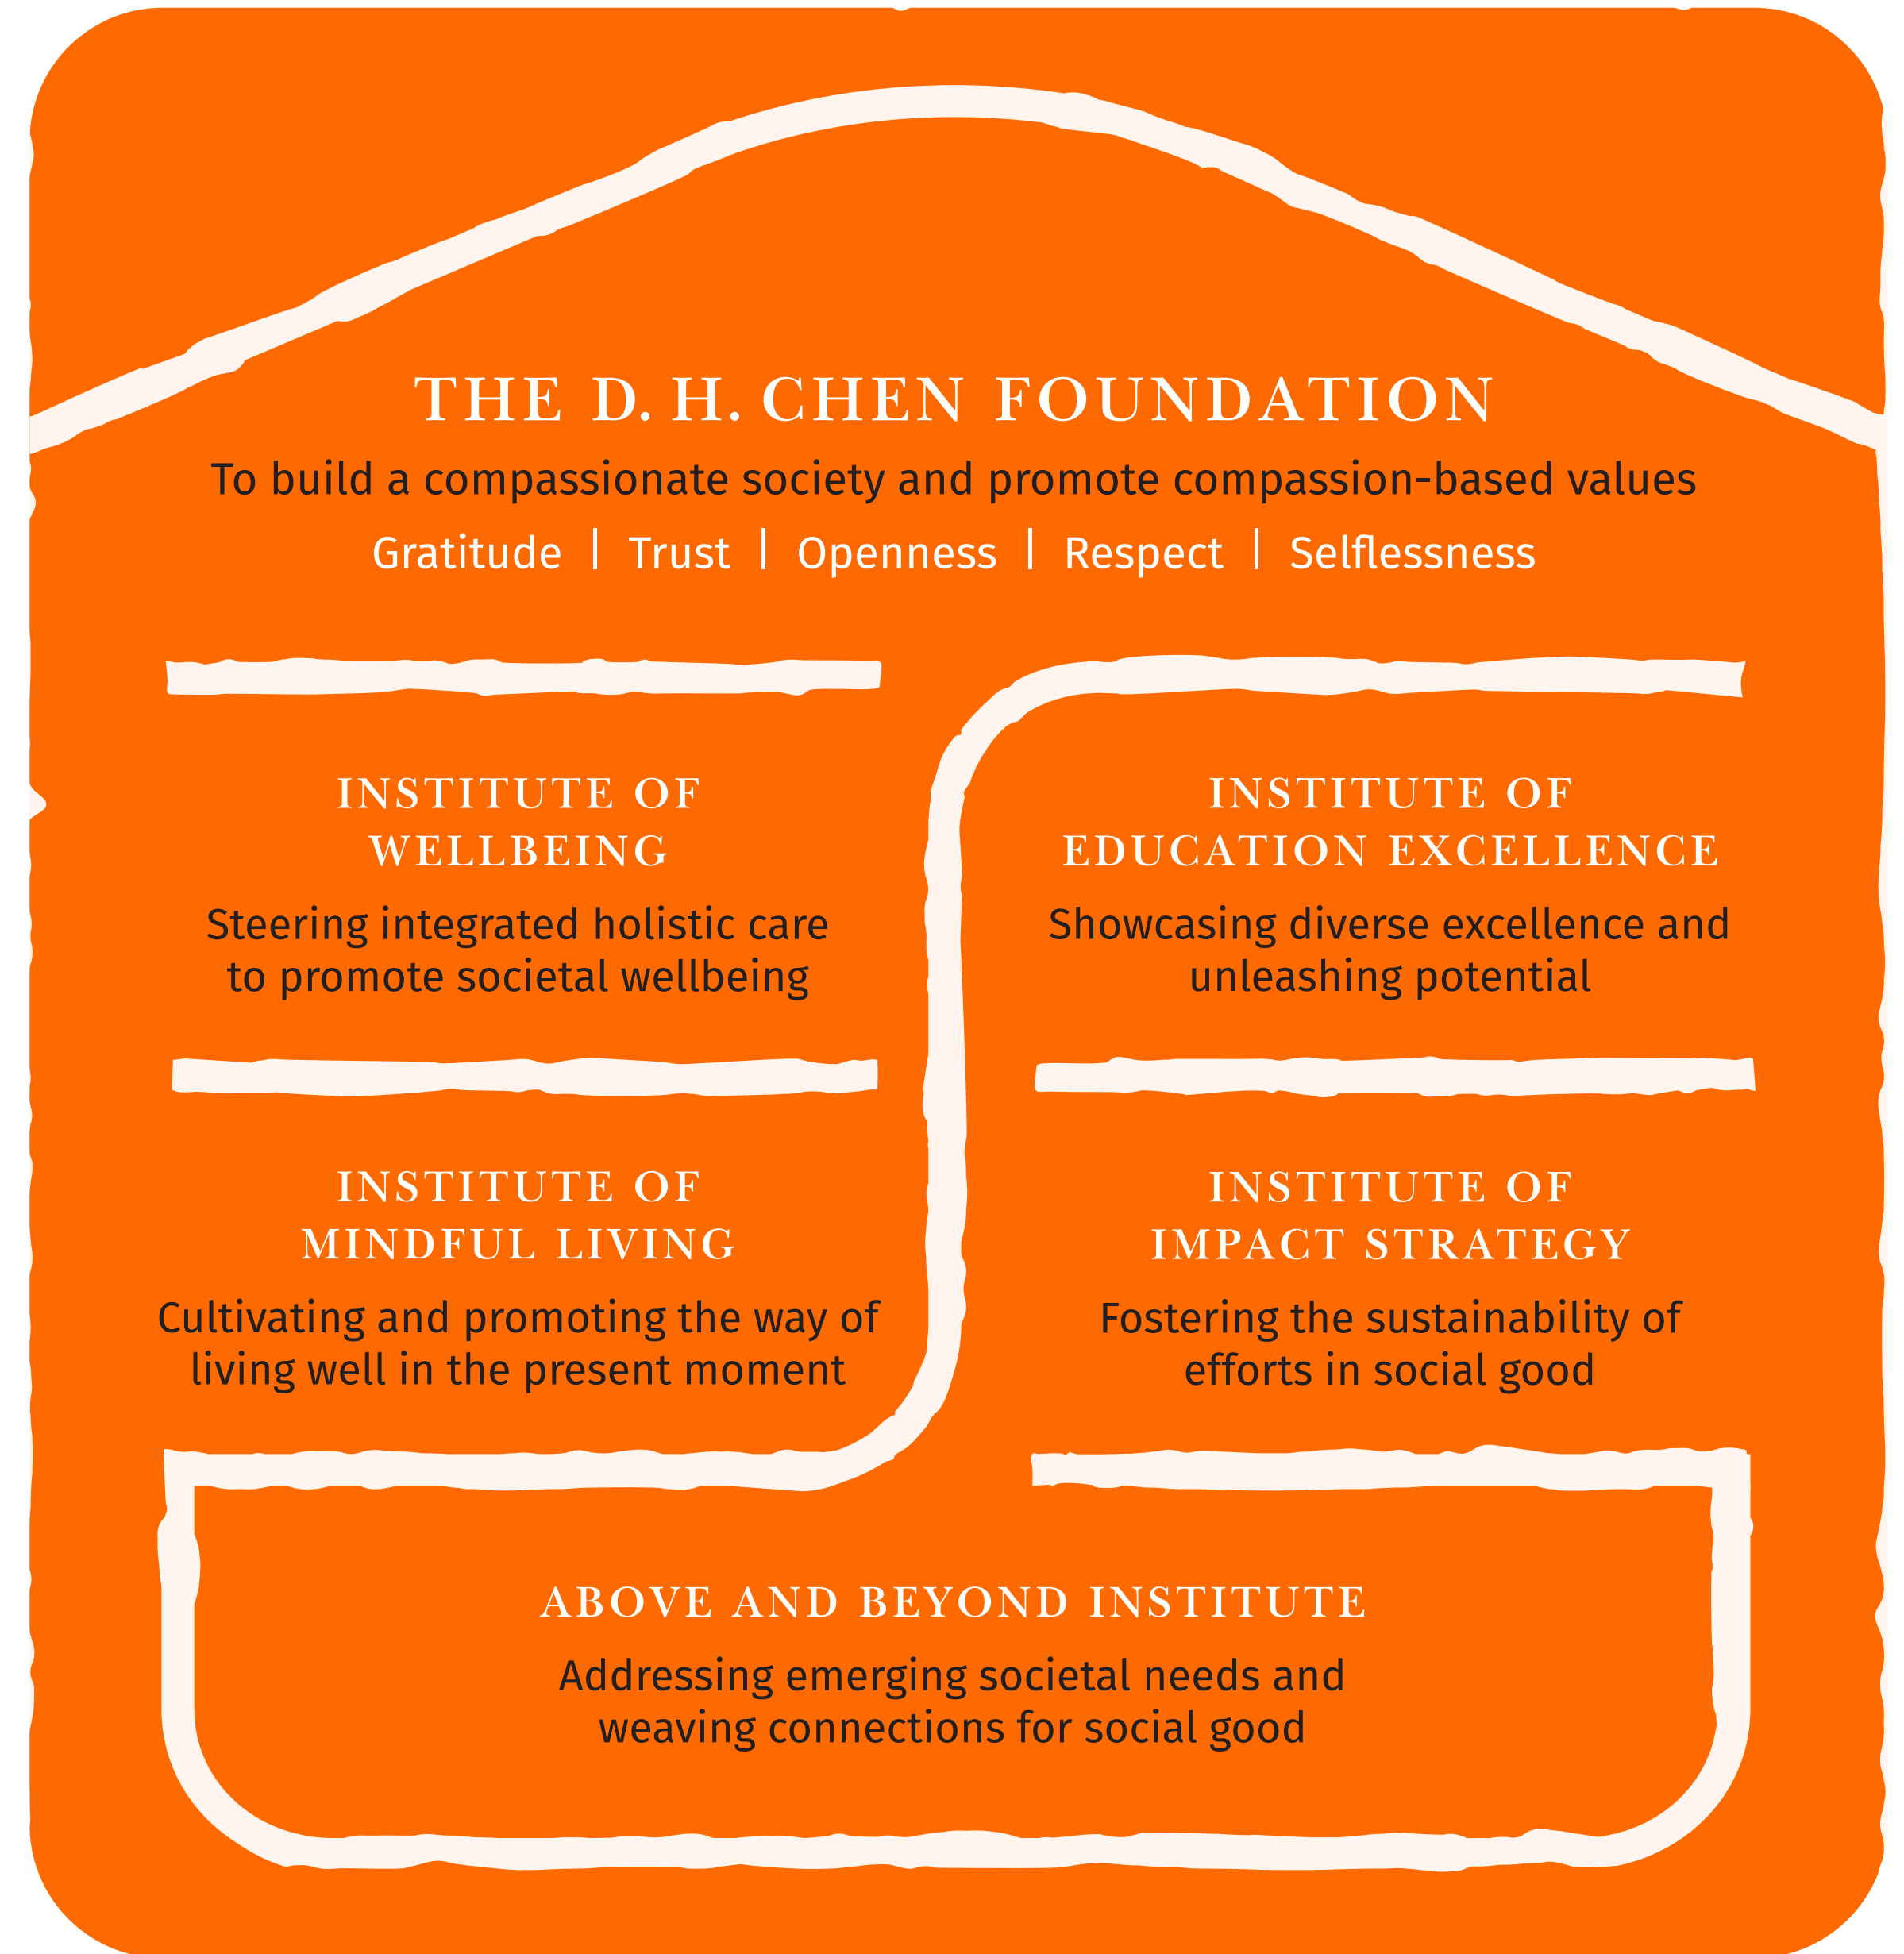 THE D. H. CHEN FOUNDATION
To build a compassionate society and promote compassion-based values
Gratitude | Trust | Openness | Respect | Selflessness
INSTITUTE OF
WELLBEING
Steering integrated holistic care
to promote societal wellbeing
INSTITUTE OF
EDUCATION EXCELLENCE
Showcasing diverse excellence and
unleashing potential
INSTITUTE OF
MINDFUL LIVING
Cultivating and promoting the way of
living well in the present moment
INSTITUTE OF
IMPACT STRATEGY
Fostering the sustainability of
efforts in social good
ABOVE AND BEYOND INSTITUTE
Addressing emerging societal needs and
weaving connections for social good